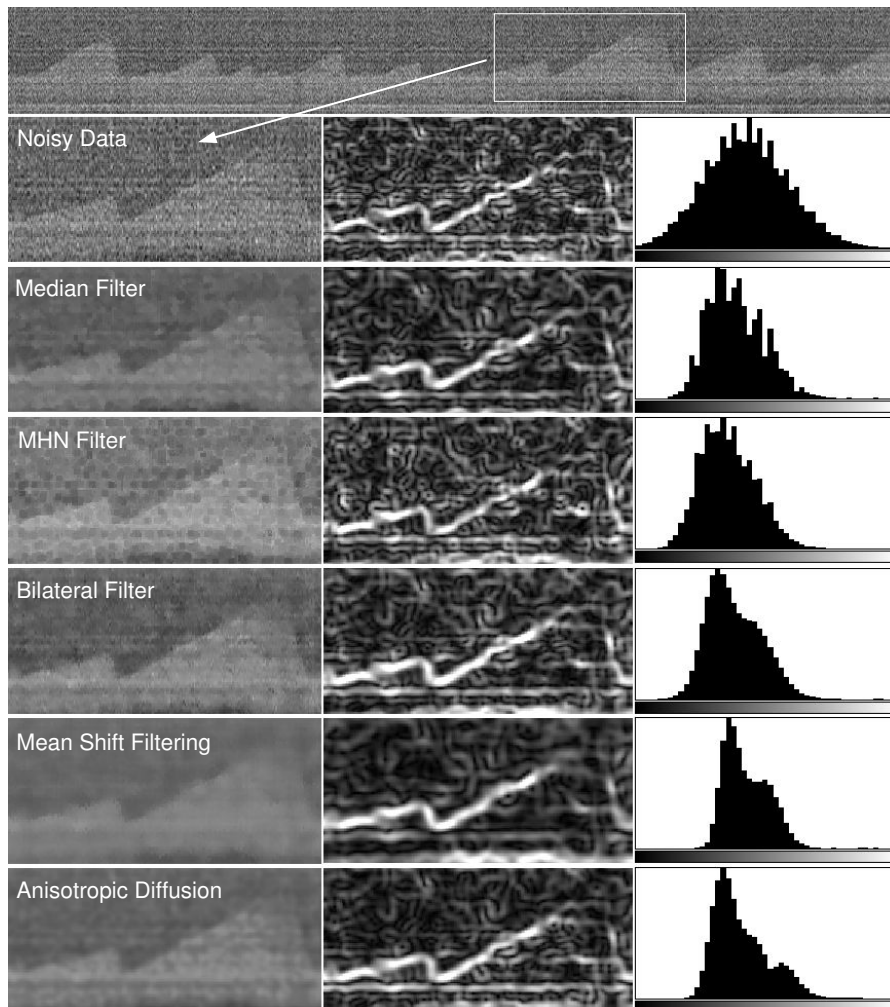 Noisy Data
Median Filter
MHN Filter
Bilateral Filter
Mean Shift Filtering
Anisotropic Diffusion